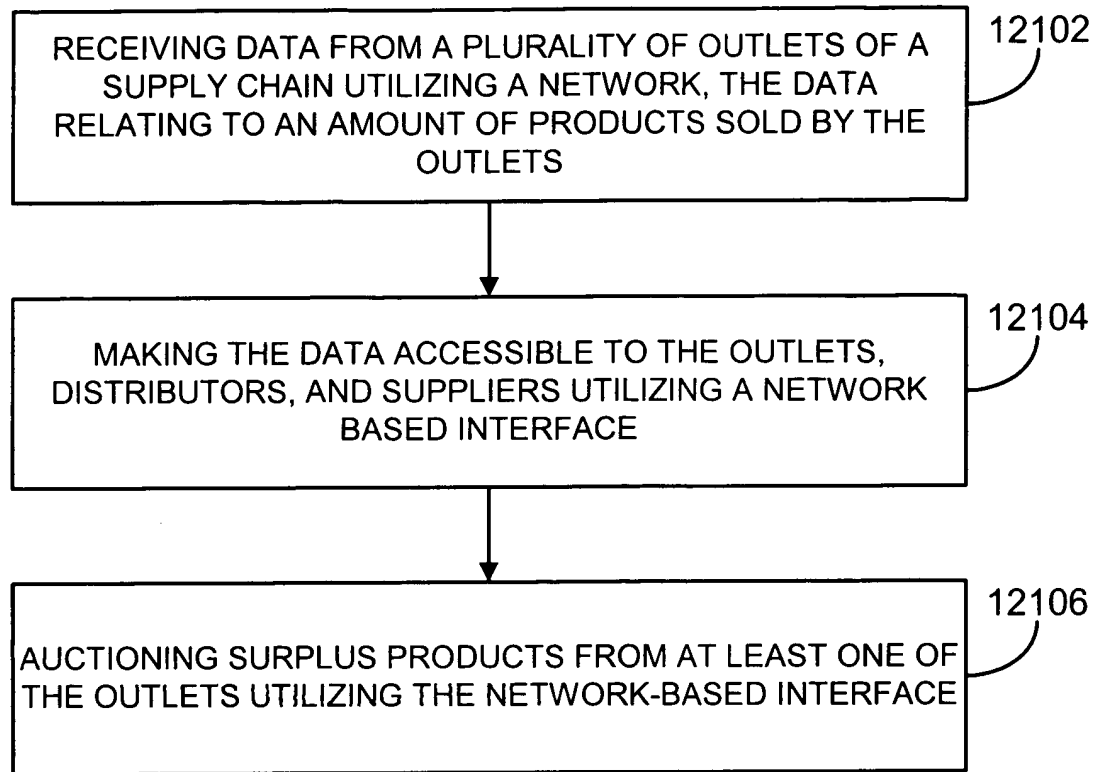 RECEIVING DATA FROM A PLURALITY OF OUTLETS OF A
SUPPLY CHAIN UTILIZING A NETWORK, THE DATA
RELATING TO AN AMOUNT OF PRODUCTS SOLD BY THE
OUTLETS
12102
MAKING THE DATA ACCESSIBLE TO THE OUTLETS,
DISTRIBUTORS, AND SUPPLIERS UTILIZING A NETWORK
BASED INTERFACE
12104
AUCTIONING SURPLUS PRODUCTS FROM AT LEAST ONE OF
THE OUTLETS UTILIZING THE NETWORK-BASED INTERFACE
12106